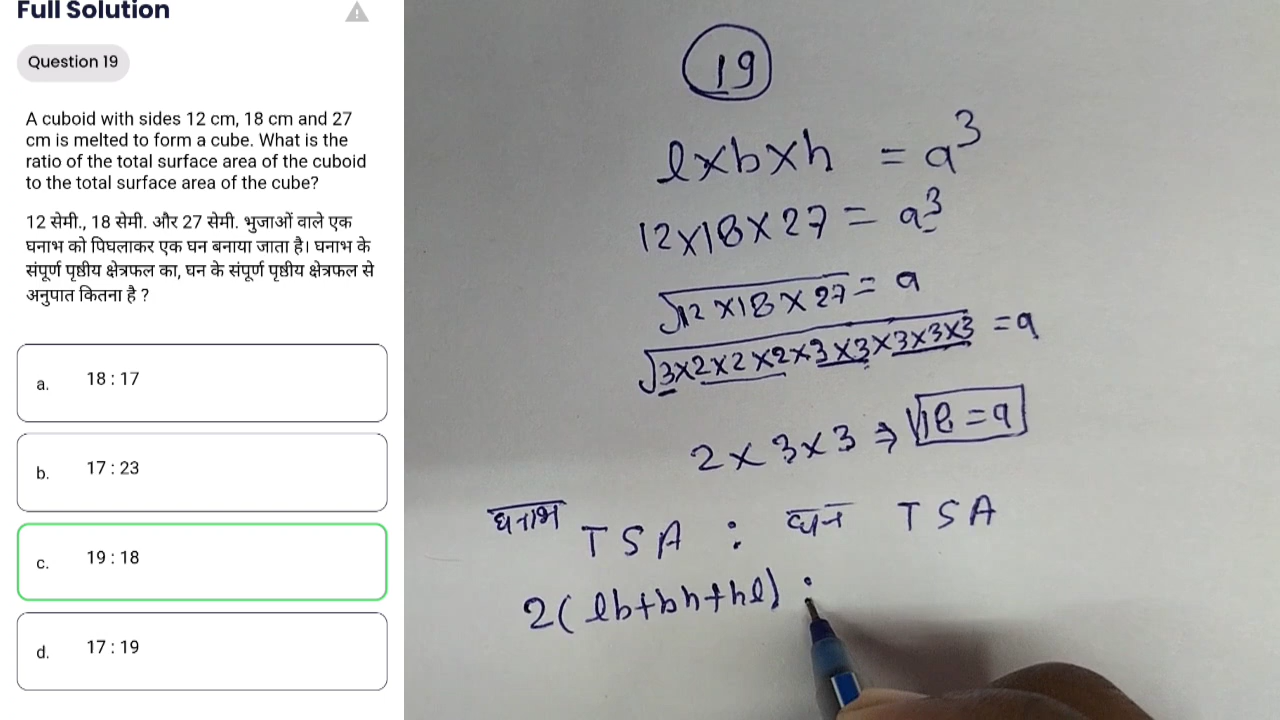 Full Solution
Question 19
A cuboid with sides 12 cm, 18 cm and 27
cm is melted to form a cube. What is the
ratio of the total surface area of the cuboid
to the total surface area of the cube?
12 सेमी., 18 सेमी. और 27 सेमी. भुजाओं वाले एक
घनाभ को पिघलाकर एक घन बनाया जाता है। घनाभ के
संपूर्ण पृष्ठीय क्षेत्रफल का, घन के संपूर्ण पृष्ठीय क्षेत्रफल से
अनुपात कितना है ?
a. 18 : 17
b. 17 : 23
c. 19 : 18
d. 17 : 19
19
l×b×h = a³
12×18×27 = a³
√12×18×27 = a
√3×2×2×2×3×3×3×3×3 = a
2×3×3 ⇒ √18 = a
घनाभ TSA : घन TSA
2(lb+bh+hl) :